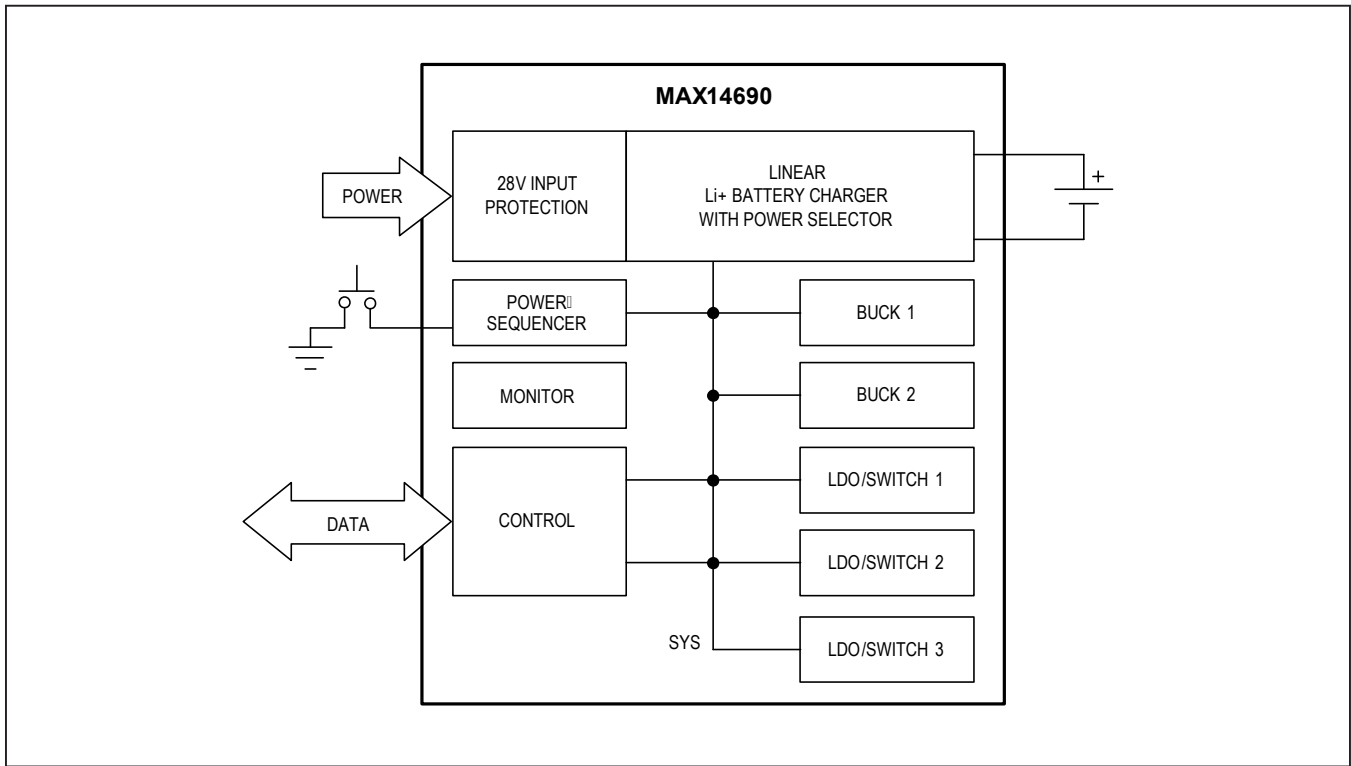 MAX14690
POWER
28V INPUT
PROTECTION
LINEAR
Li+ BATTERY CHARGER
WITH POWER SELECTOR
+
POWER
SEQUENCER
BUCK 1
MONITOR
BUCK 2
DATA
CONTROL
LDO/SWITCH 1
LDO/SWITCH 2
SYS
LDO/SWITCH 3